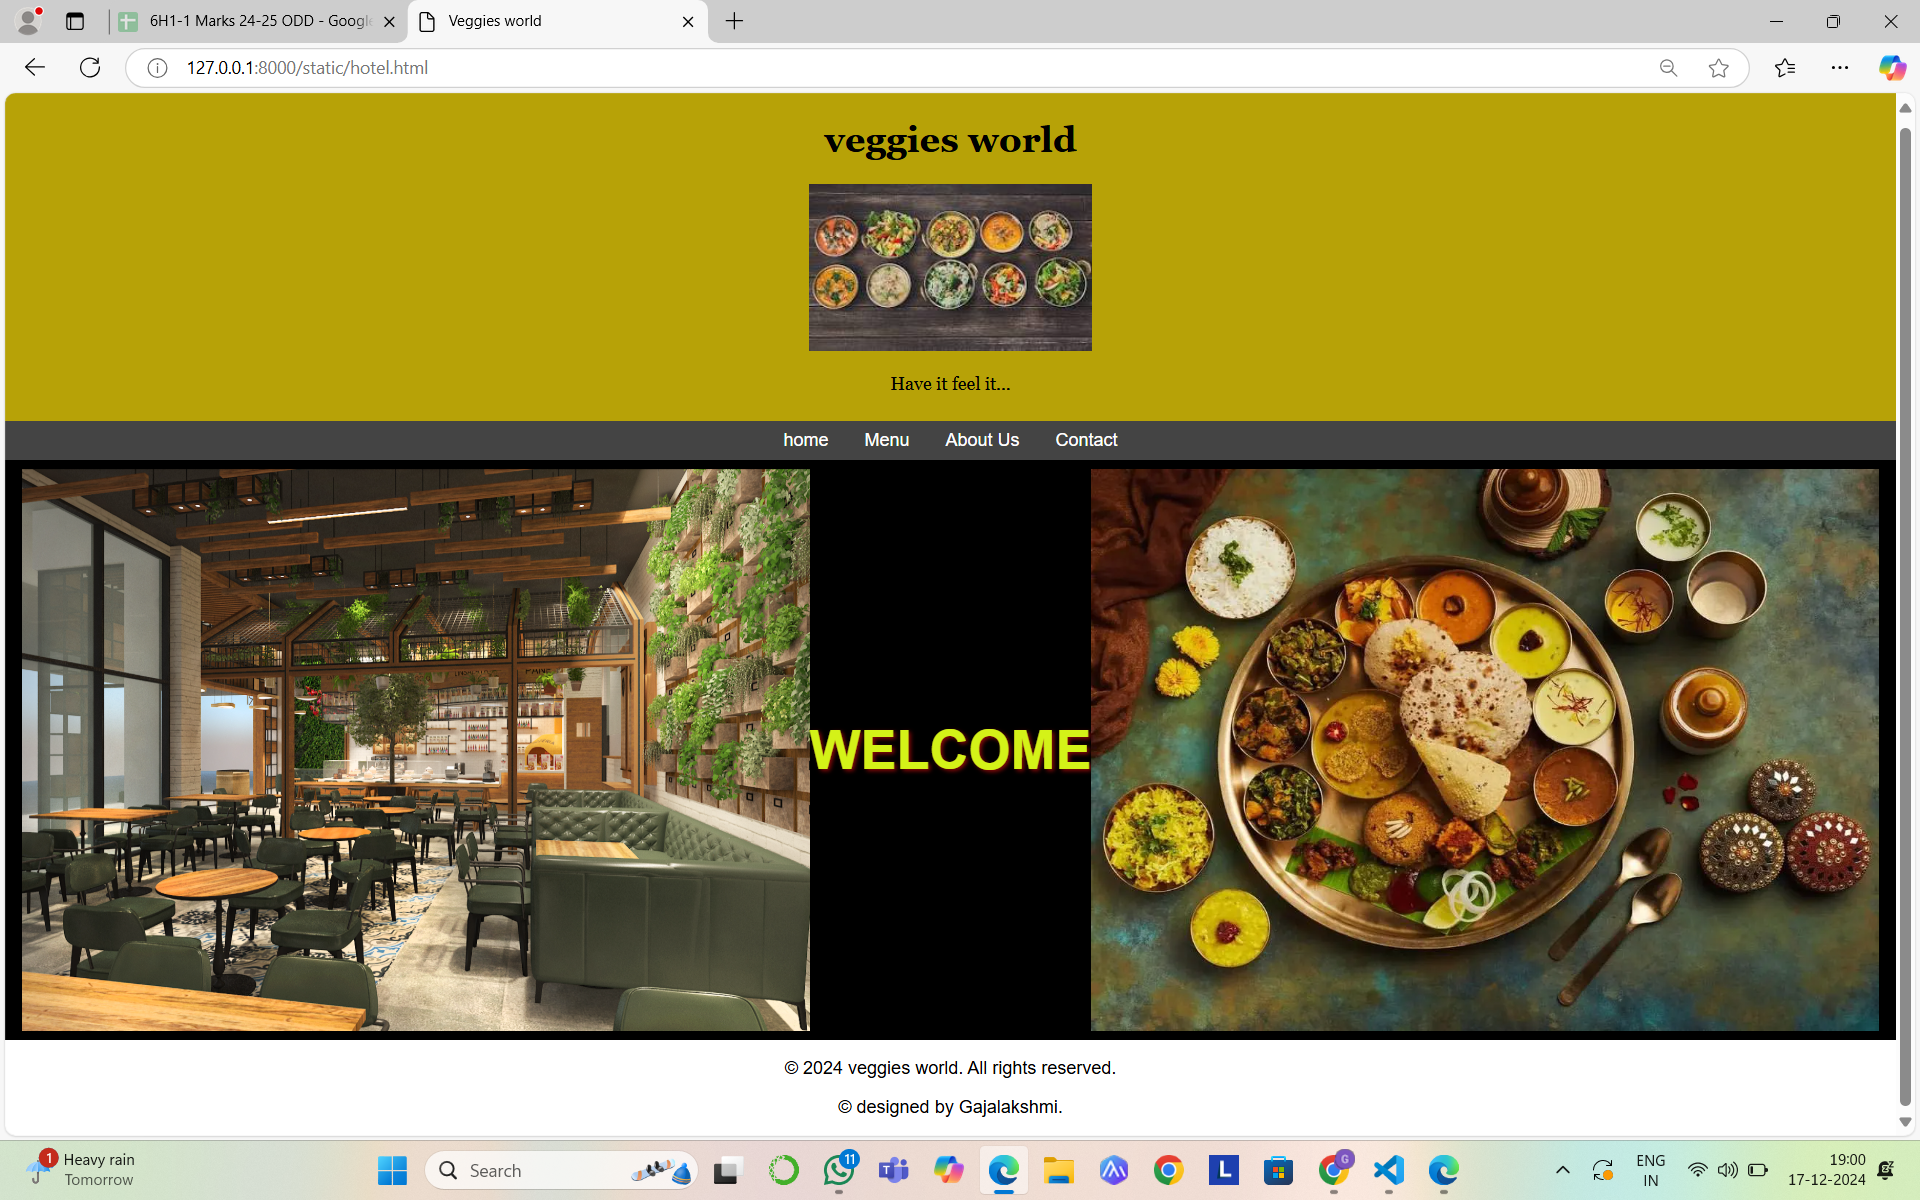 6H1-1 Marks 24-25 ODD - Google
Veggies world
127.0.0.1:8000/static/hotel.html
veggies world
Have it feel it...
home Menu About Us Contact
WELCOME
© 2024 veggies world. All rights reserved.
© designed by Gajalakshmi.
1
Heavy rain
Tomorrow
Search
11
T
L
G
ENG
IN
19:00
17-12-2024